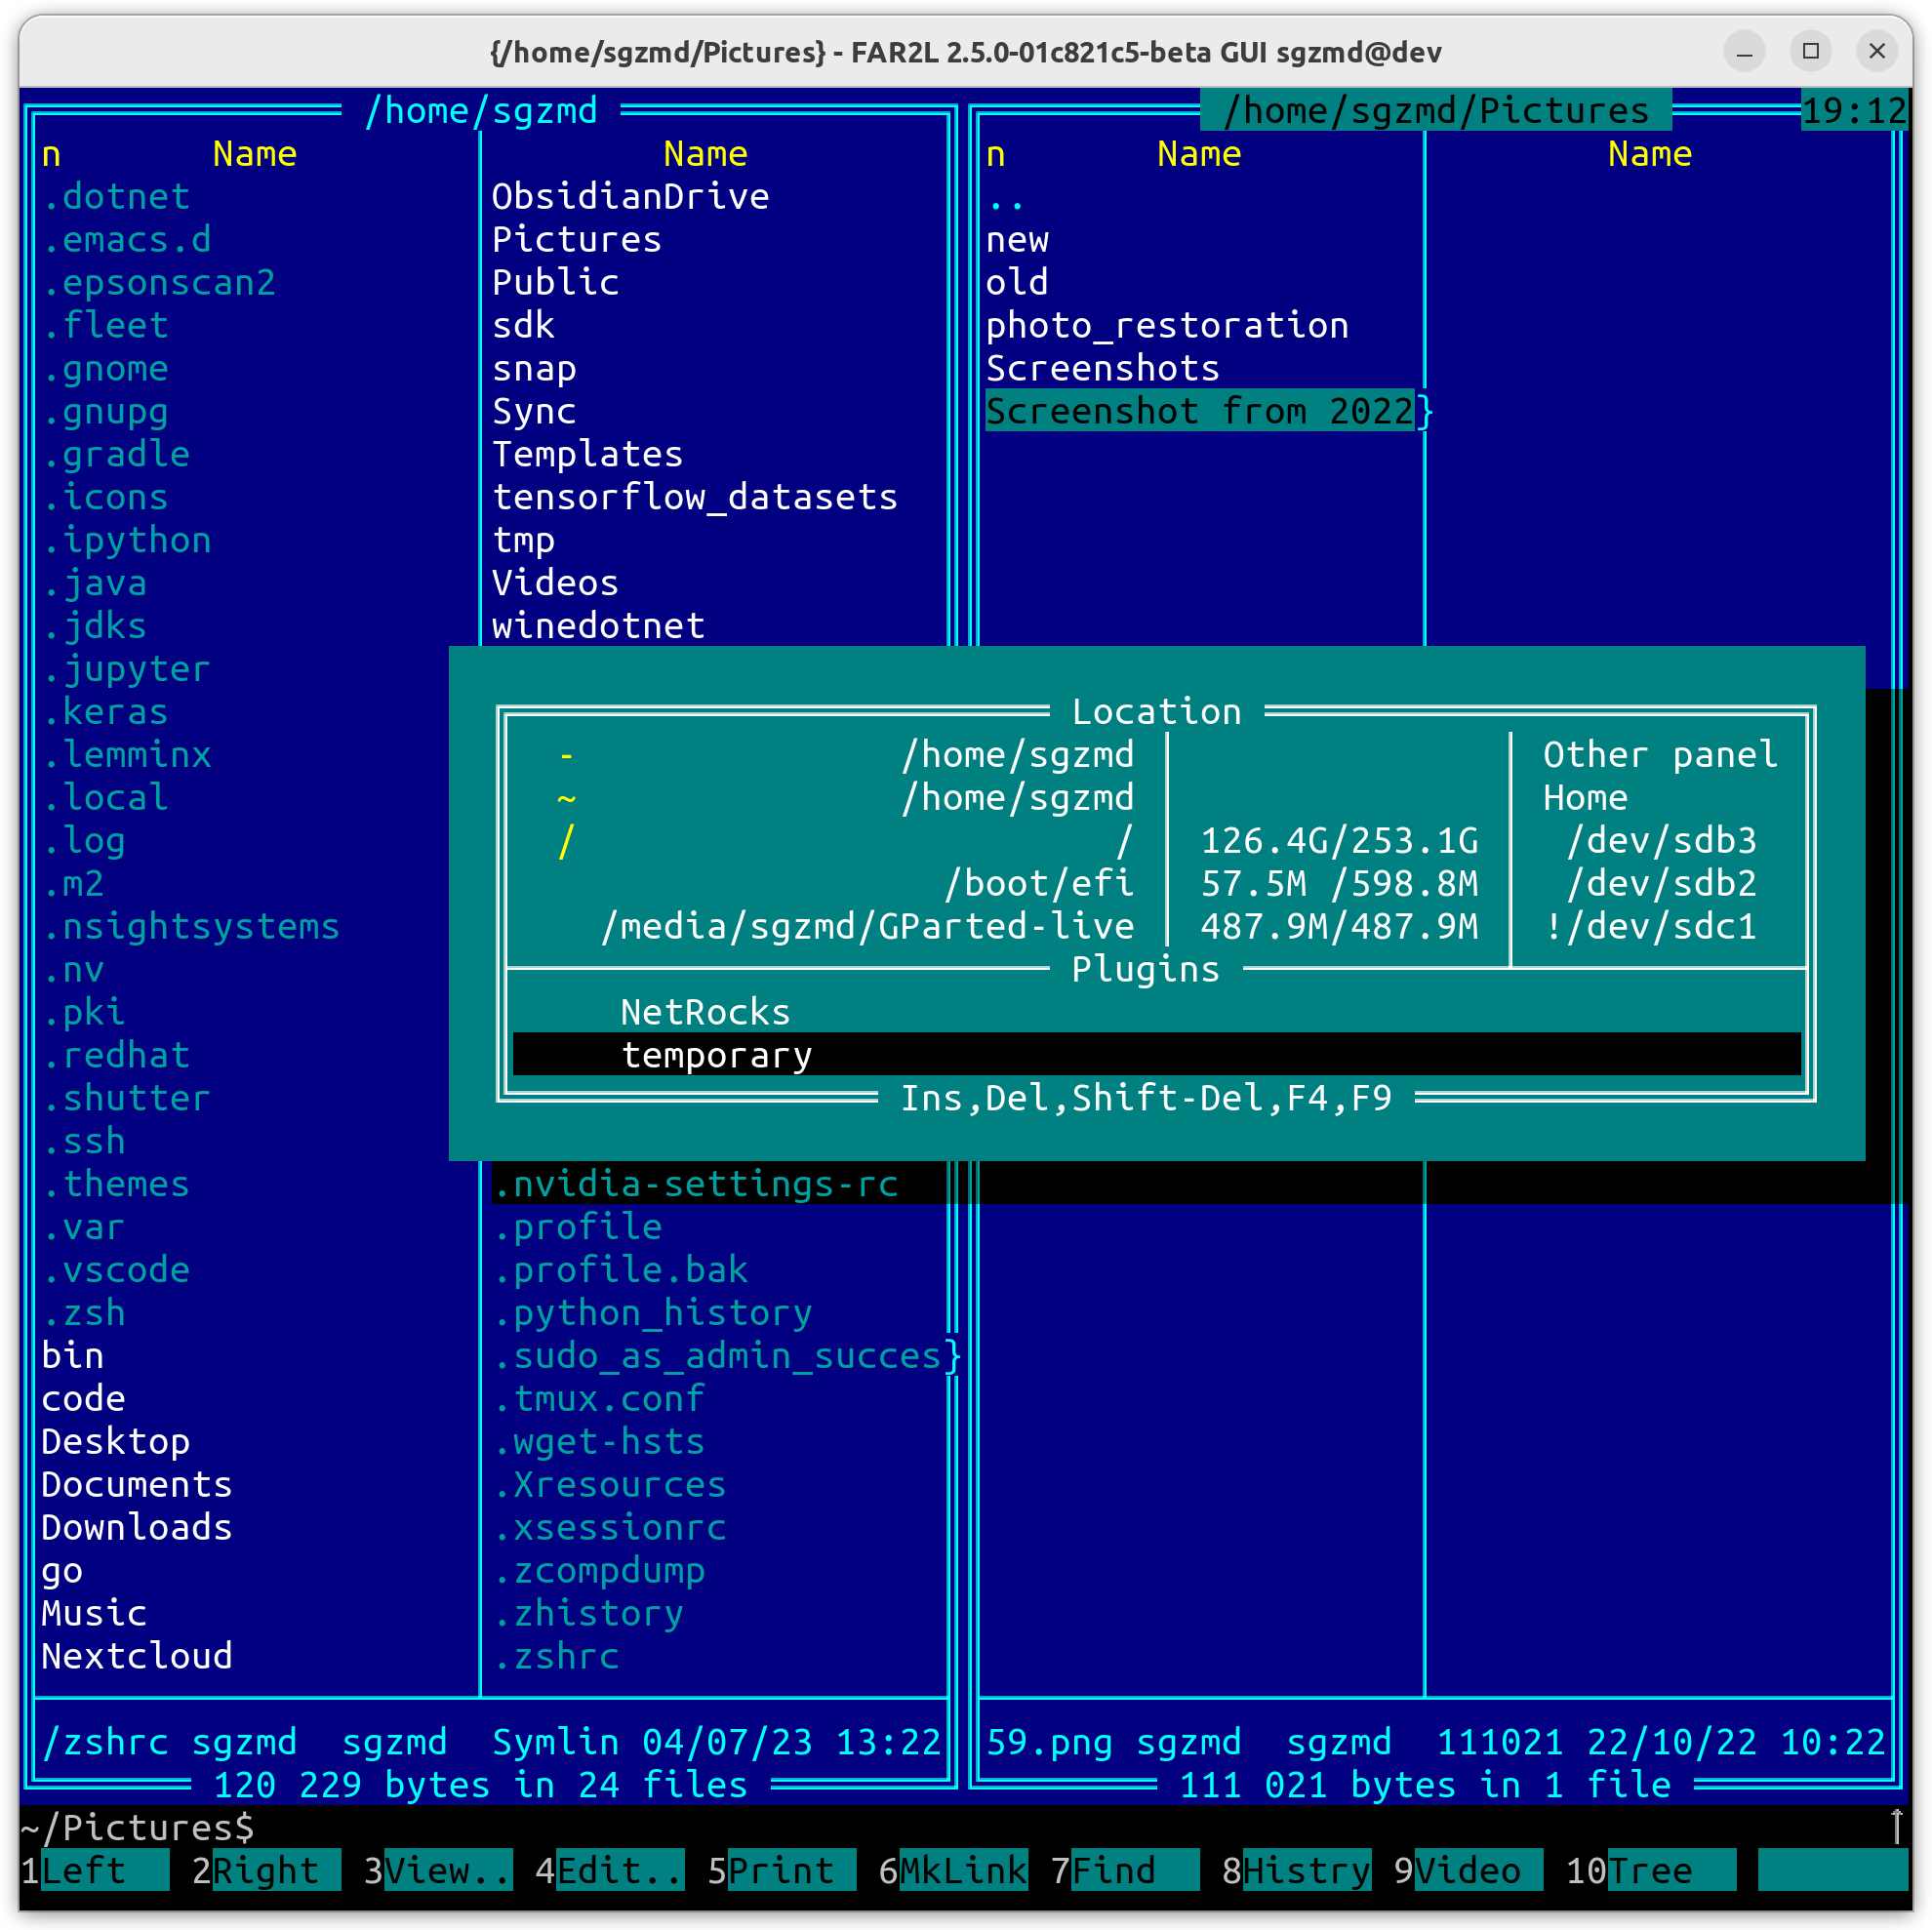 {/home/sgzmd/Pictures} - FAR2L 2.5.0-01c821c5-beta GUI sgzmd@dev
/home/sgzmd
n Name Name
.dotnet ObsidianDrive
.emacs.d Pictures
.epsonscan2 Public
.fleet sdk
.gnome snap
.gnupg Sync
.gradle Templates
.icons tensorflow_datasets
.ipython tmp
.java Videos
.jdks winedotnet
.jupyter
.keras
.lemminx
.local
.log
.m2
.nsightsystems
.nv
.pki
.redhat
.shutter
.ssh
.themes .nvidia-settings-rc
.var .profile
.vscode .profile.bak
.zsh .python_history
bin .sudo_as_admin_succes}
code .tmux.conf
Desktop .wget-hsts
Documents .Xresources
Downloads .xsessionrc
go .zcompdump
Music .zhistory
Nextcloud .zshrc
/zshrc sgzmd sgzmd Symlin 04/07/23 13:22
120 229 bytes in 24 files
/home/sgzmd/Pictures 19:12
n Name Name
..
new
old
photo_restoration
Screenshots
Screenshot from 2022}
59.png sgzmd sgzmd 111021 22/10/22 10:22
111 021 bytes in 1 file
Location
- /home/sgzmd Other panel
~ /home/sgzmd Home
/ / 126.4G/253.1G /dev/sdb3
/boot/efi 57.5M /598.8M /dev/sdb2
/media/sgzmd/GParted-live 487.9M/487.9M !/dev/sdc1
Plugins
NetRocks
temporary
Ins,Del,Shift-Del,F4,F9
~/Pictures$ ↑
1Left 2Right 3View.. 4Edit.. 5Print 6MkLink 7Find 8Histry 9Video 10Tree